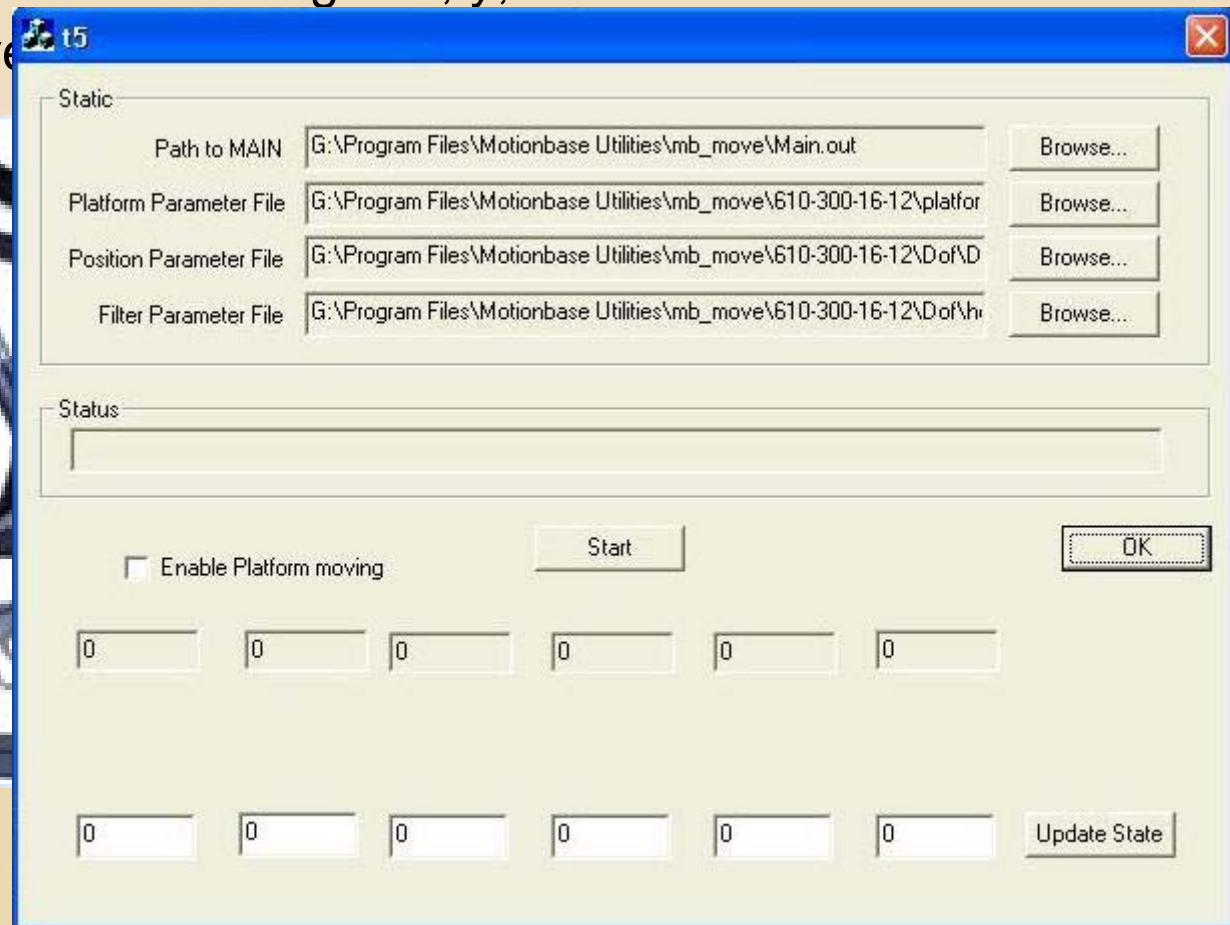 t5
Static
Path to MAIN G:\Program Files\Motionbase Utilities\mb_move\Main.out Browse...
Platform Parameter File G:\Program Files\Motionbase Utilities\mb_move\610-300-16-12\platfor Browse...
Position Parameter File G:\Program Files\Motionbase Utilities\mb_move\610-300-16-12\Dof\D Browse...
Filter Parameter File G:\Program Files\Motionbase Utilities\mb_move\610-300-16-12\Dof\h Browse...
Status
Enable Platform moving Start OK
0 0 0 0 0 0
0 0 0 0 0 0 Update State